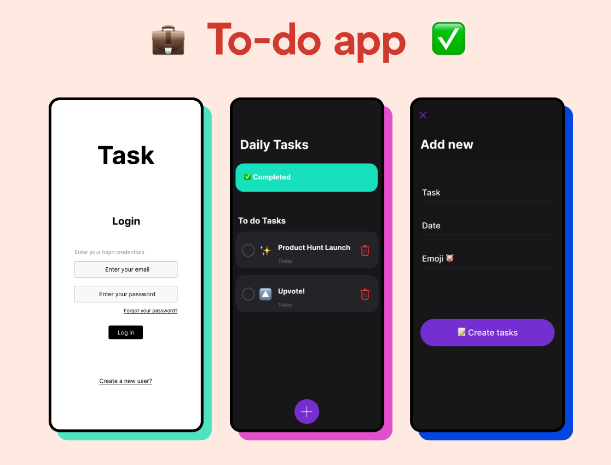 💼 To-do app ✅
Task
Login
Enter your login credentials
Enter your email
Enter your password
Forgot your password?
Log in
Create a new user?
Daily Tasks
✅ Completed
To do Tasks
✨ Product Hunt Launch
Today
🔼 Upvote!
Today
Add new
Task
Date
Emoji 🐷
📝 Create tasks